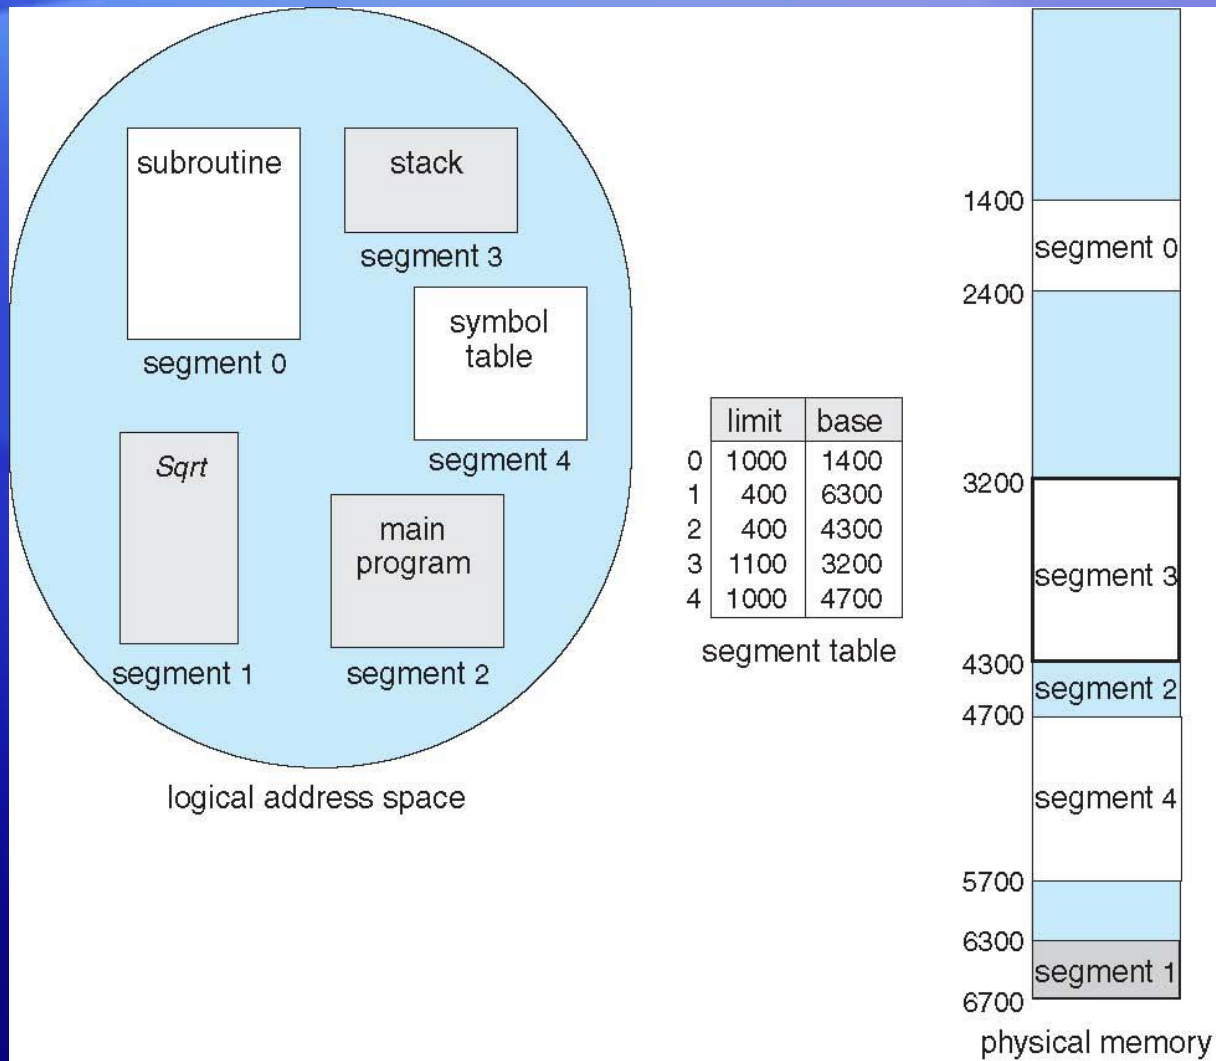 subroutine
segment 0
stack
segment 3
symbol
table
segment 4
Sqrt
segment 1
main
program
segment 2
logical address space
limit base
0 1000 1400
1 400 6300
2 400 4300
3 1100 3200
4 1000 4700
segment table
1400
segment 0
2400
3200
segment 3
4300
segment 2
4700
segment 4
5700
6300
segment 1
6700
physical memory